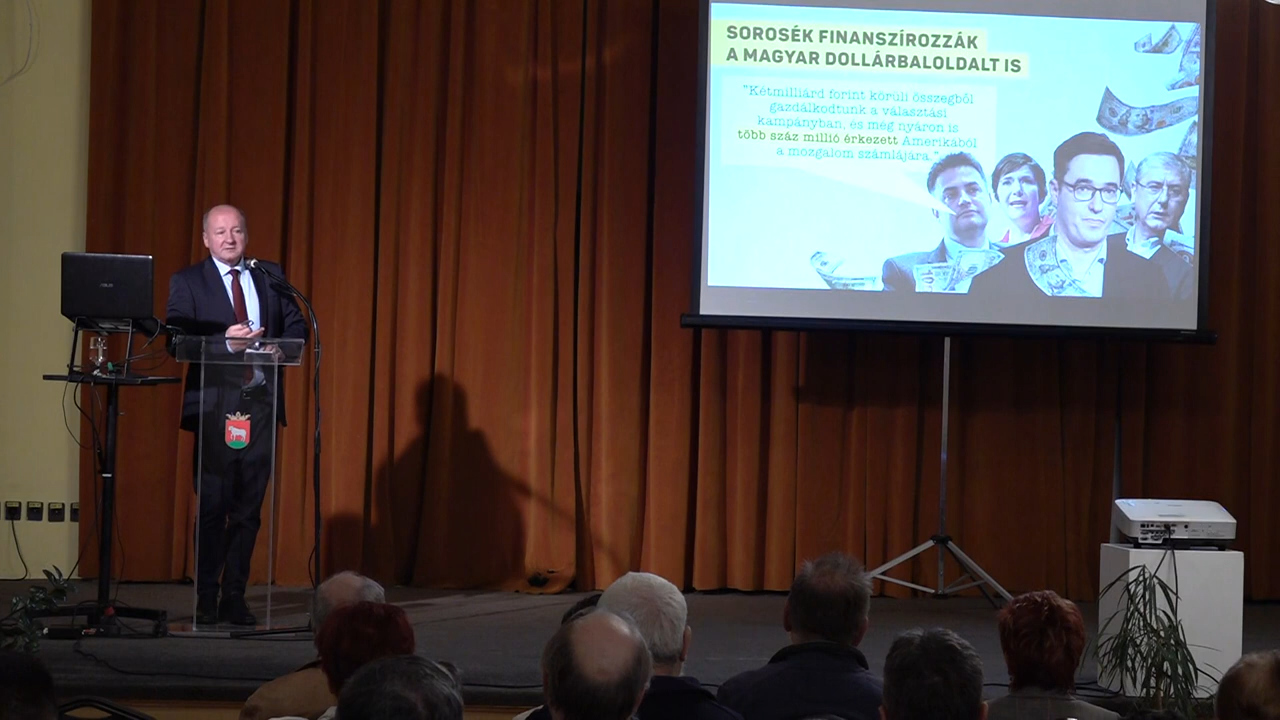 SOROSÉK FINANSZÍROZZÁK
A MAGYAR DOLLÁRBALOLDALT IS
"Kétmilliárd forint körüli összegből
gazdálkodtunk a választási
kampányban, és még nyáron is
több száz millió érkezett Amerikából
a mozgalom számlájára."